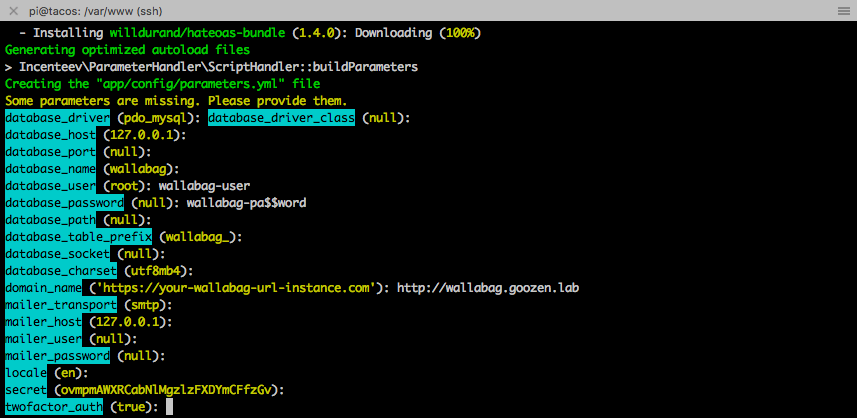 pi@tacos: /var/www (ssh)
- Installing willdurand/hateoas-bundle (1.4.0): Downloading (100%)
Generating optimized autoload files
> Incenteev\ParameterHandler\ScriptHandler::buildParameters
Creating the "app/config/parameters.yml" file
Some parameters are missing. Please provide them.
database_driver (pdo_mysql): database_driver_class (null):
database_host (127.0.0.1):
database_port (null):
database_name (wallabag):
database_user (root): wallabag-user
database_password (null): wallabag-pa$$word
database_path (null):
database_table_prefix (wallabag_):
database_socket (null):
database_charset (utf8mb4):
domain_name ('https://your-wallabag-url-instance.com'): http://wallabag.goozen.lab
mailer_transport (smtp):
mailer_host (127.0.0.1):
mailer_user (null):
mailer_password (null):
locale (en):
secret (ovmpmAWXRCabNlMgzlzFXDYmCFfzGv):
twofactor_auth (true):